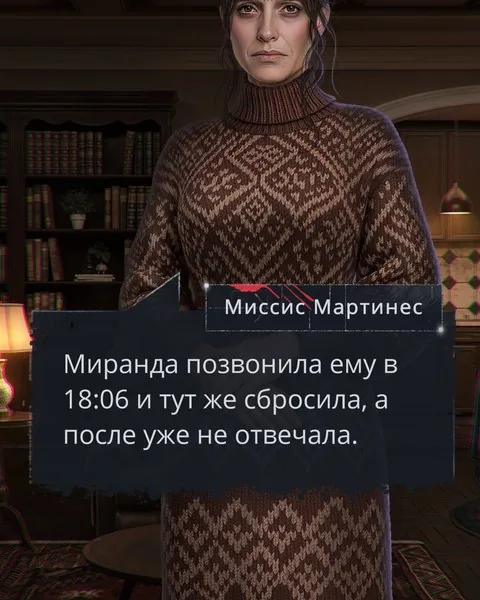 Миссис Мартинес
Миранда позвонила ему в
18:06 и тут же сбросила, а
после уже не отвечала.